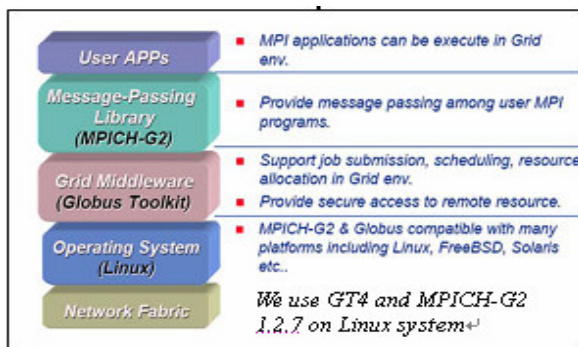 User APPs
MPI applications can be execute in Grid
env.
Message-Passing
Library
(MPICH-G2)
Provide message passing among user MPI
programs.
Grid Middleware
(Globus Toolkit)
Support job submission, scheduling, resource
allocation in Grid env.
Provide secure access to remote resource.
Operating System
(Linux)
MPICH-G2 & Globus compatible with many
platforms including Linux, FreeBSD, Solaris
etc..
Network Fabric
We use GT4 and MPICH-G2
1.2.7 on Linux system↵